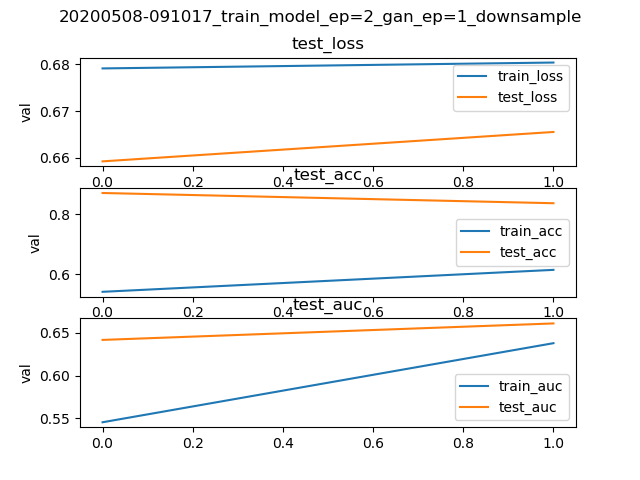 20200508-091017_train_model_ep=2_gan_ep=1_downsample
test_loss
0.68
0.67
0.66
val
train_loss
test_loss
0.0 0.2 0.4 0.6 0.8 1.0
test_acc
0.8
0.6
val
train_acc
test_acc
0.0 0.2 0.4 0.6 0.8 1.0
test_auc
0.65
0.60
0.55
val
train_auc
test_auc
0.0 0.2 0.4 0.6 0.8 1.0